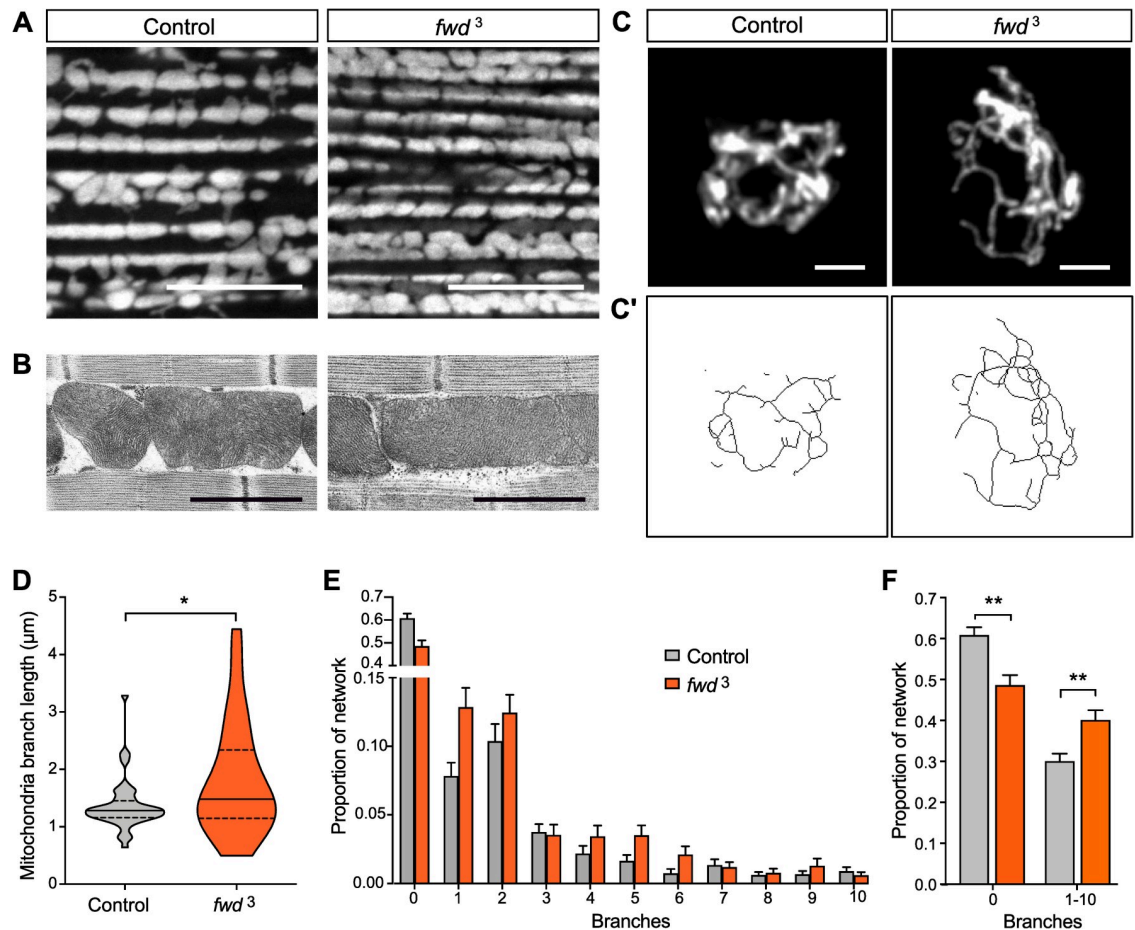 A
Control
fwd 3
C
Control
fwd 3
B
C'
D
Mitochondria branch length (μm)
5
4
3
2
1
0
*
Control
fwd 3
E
Proportion of network
0.7
0.6
0.5
0.4
0.15
0.10
0.05
0.00
0
1
2
3
4
5
6
7
8
9
10
Branches
Control
fwd 3
F
Proportion of network
0.7
0.6
0.5
0.4
0.3
0.2
0.1
0.0
**
**
0
1-10
Branches